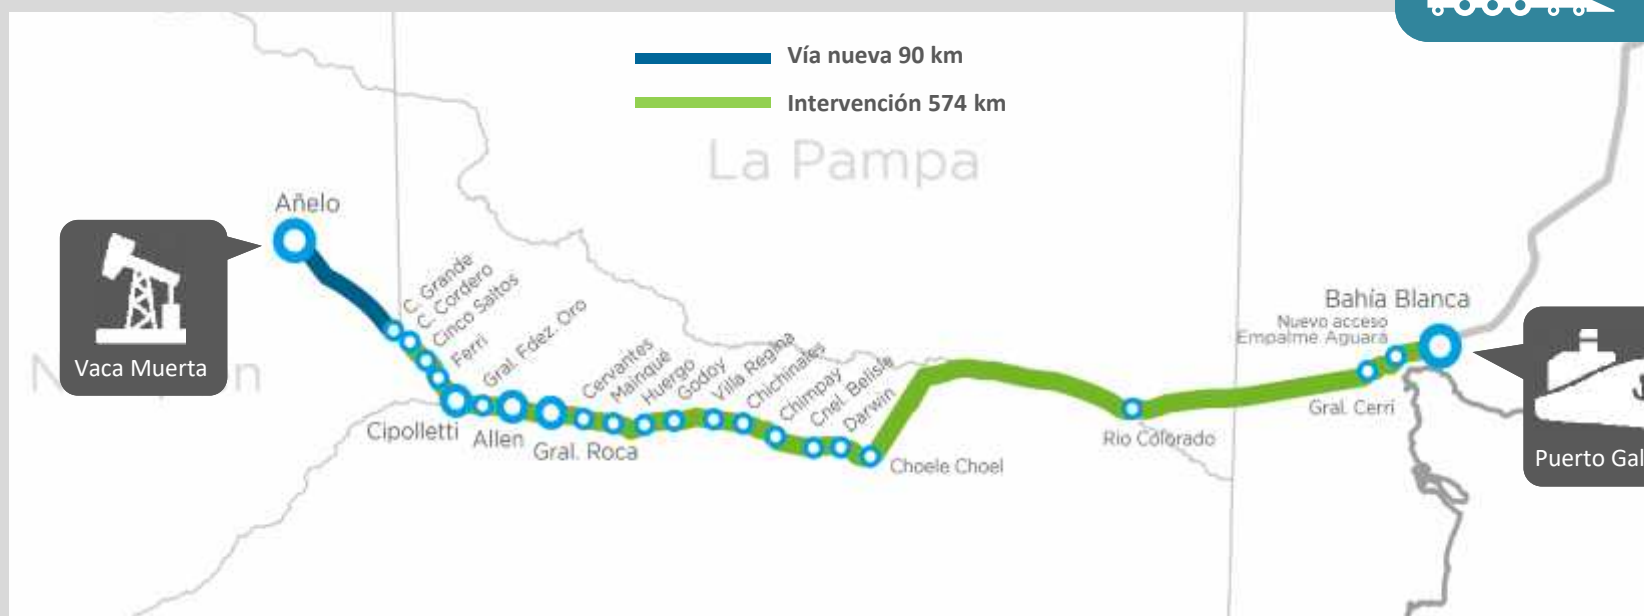 Vía nueva 90 km
Intervención 574 km
La Pampa
Añelo
Vaca Muerta
C. Grande
C. Cordero
Cinco Saltos
Ferri
Gral. Fdez. Oro
Cipolletti
Allen
Gral. Roca
Cervantes
Mainqué
Huergo
Godoy
Villa Regina
Chichinales
Chimpay
Cnel. Belisle
Darwin
Choele Choel
Rio Colorado
Bahía Blanca
Nuevo acceso
Empalme Aguará
Gral. Cerri
Puerto Gal